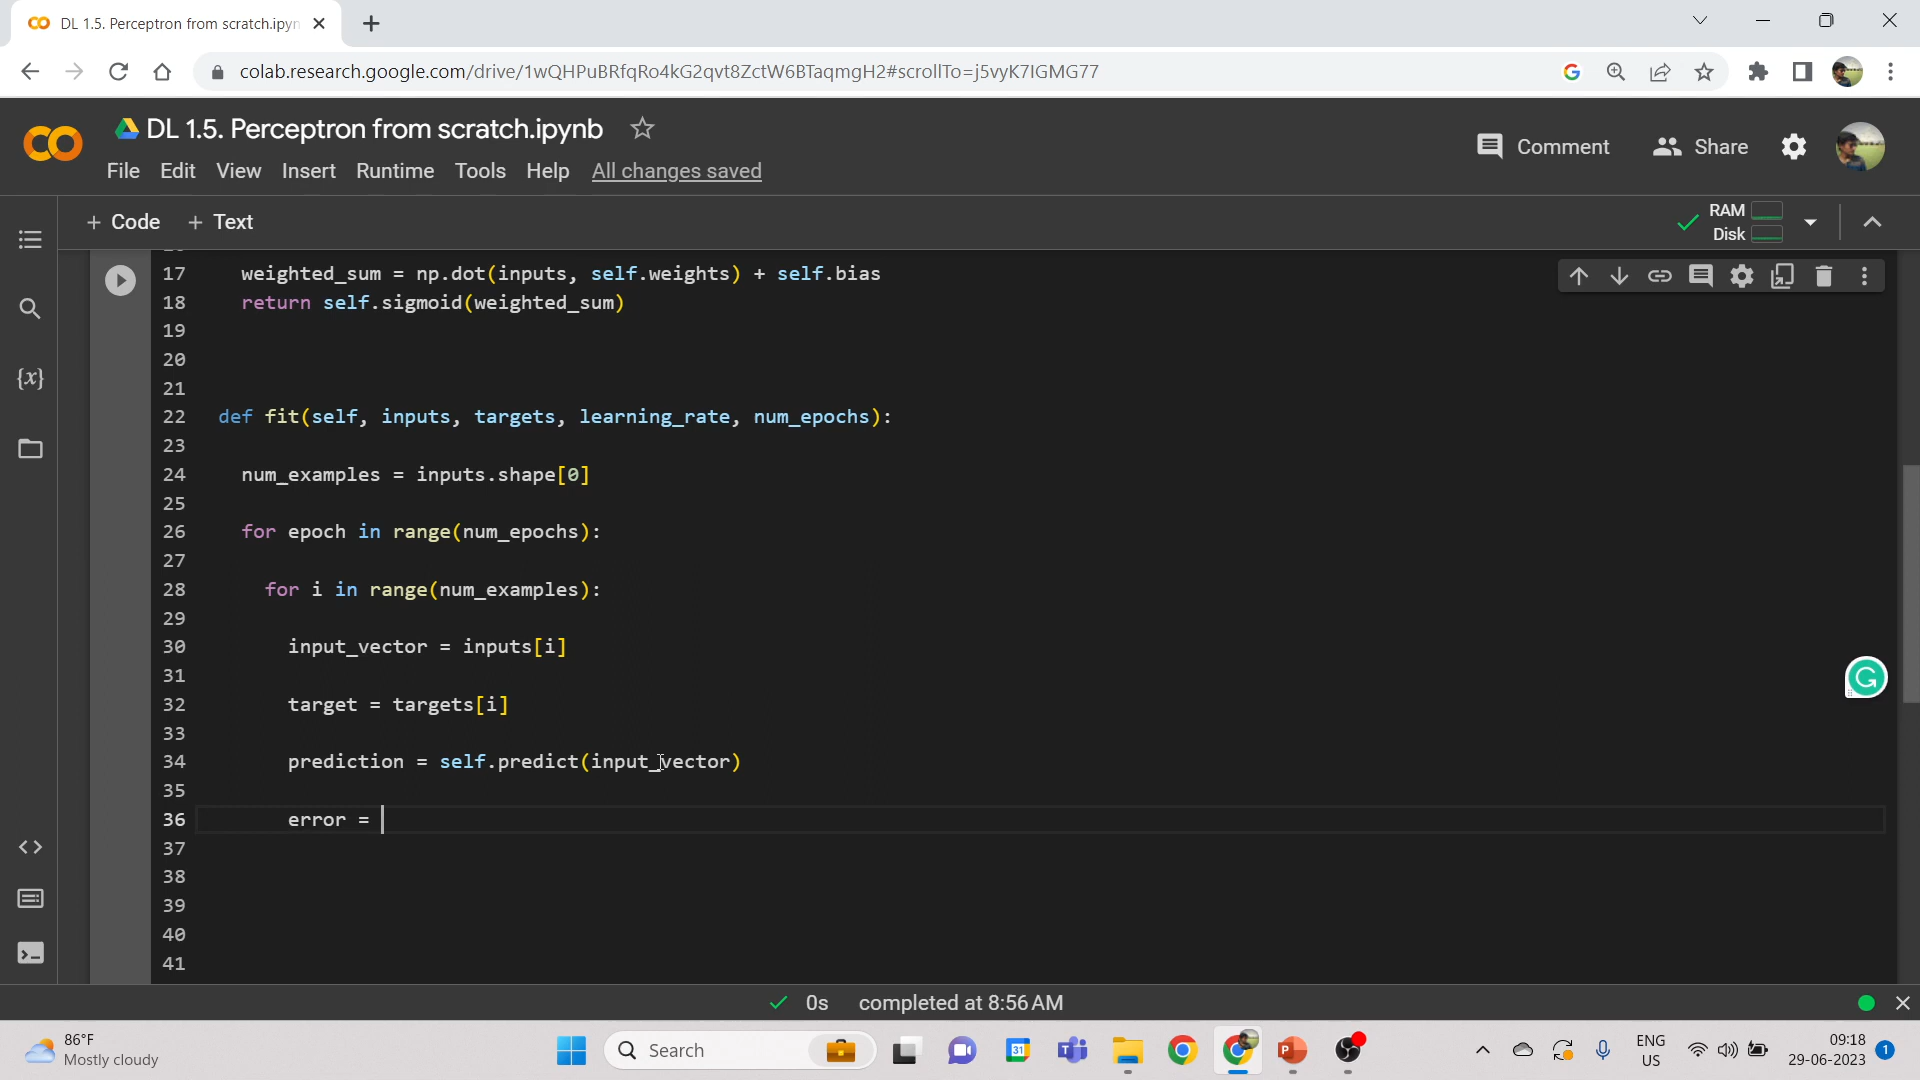 DL 1.5. Perceptron from scratch.ipyn
colab.research.google.com/drive/1wQHPuBRfqRo4kG2qvt8ZctW6BTaqmgH2#scrollTo=j5vyK7IGMG77
DL 1.5. Perceptron from scratch.ipynb
Comment
Share
File Edit View Insert Runtime Tools Help All changes saved
+ Code + Text
RAM
Disk
17 weighted_sum = np.dot(inputs, self.weights) + self.bias
18 return self.sigmoid(weighted_sum)
19
20
21
22 def fit(self, inputs, targets, learning_rate, num_epochs):
23
24 num_examples = inputs.shape[0]
25
26 for epoch in range(num_epochs):
27
28 for i in range(num_examples):
29
30 input_vector = inputs[i]
31
32 target = targets[i]
33
34 prediction = self.predict(input_vector)
35
36 error =
37
38
39
40
41
0s completed at 8:56 AM
86°F
Mostly cloudy
Search
31
ENG
US
09:18
29-06-2023
1